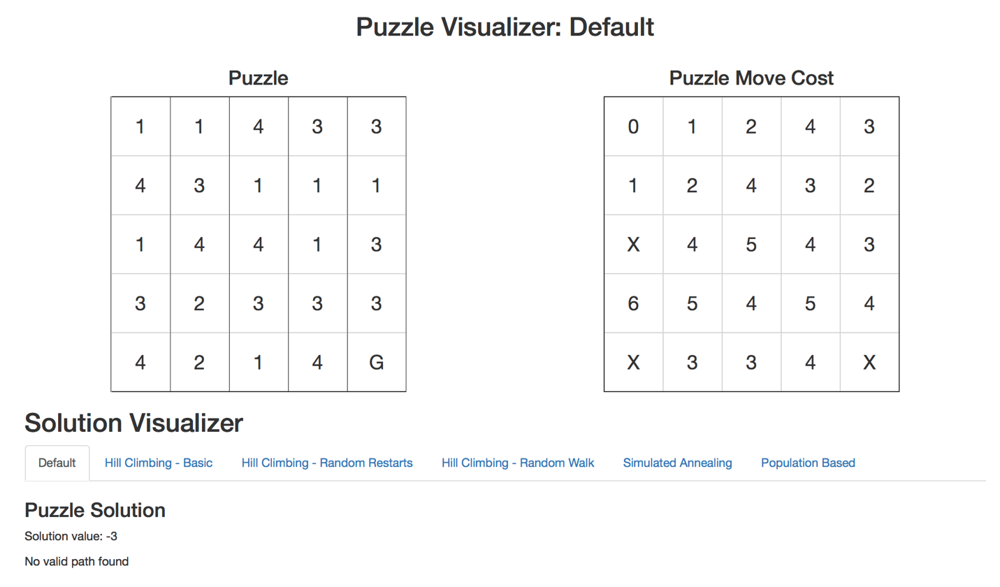 Puzzle Visualizer: Default
Puzzle
1 1 4 3 3
4 3 1 1 1
1 4 4 1 3
3 2 3 3 3
4 2 1 4 G
Puzzle Move Cost
0 1 2 4 3
1 2 4 3 2
X 4 5 4 3
6 5 4 5 4
X 3 3 4 X
Solution Visualizer
Default Hill Climbing - Basic Hill Climbing - Random Restarts Hill Climbing - Random Walk Simulated Annealing Population Based
Puzzle Solution
Solution value: -3
No valid path found